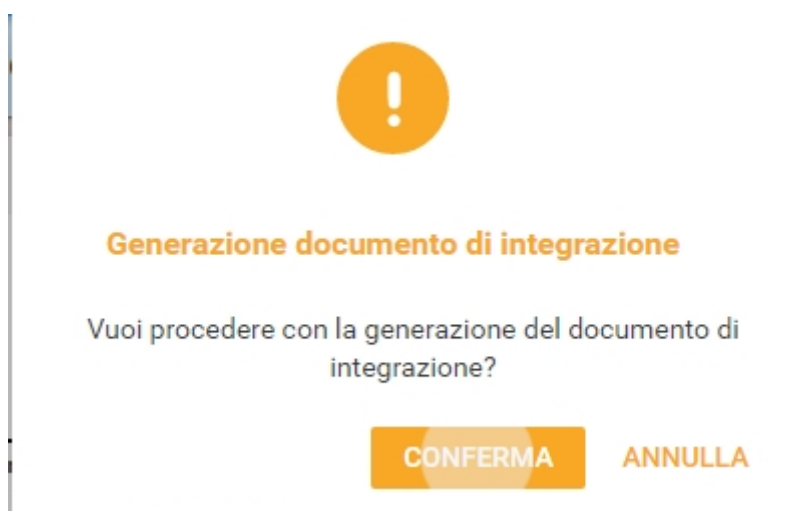 Generazione documento di integrazione
Vuoi procedere con la generazione del documento di
integrazione?
CONFERMA ANNULLA